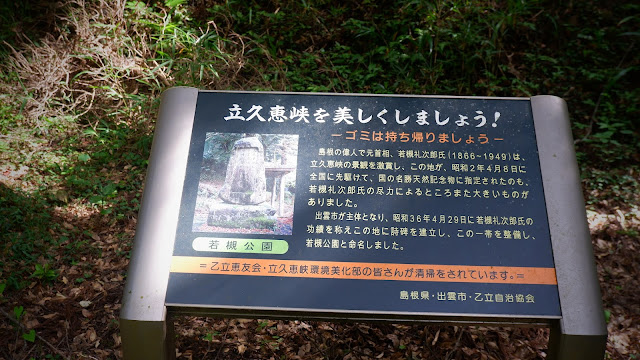 立久恵峡を美しくしましょう!
－ゴミは持ち帰りましょう－
島根の偉人で元首相、若槻礼次郎氏(1866~1949)は、
立久恵峡の景観を激賞し、この地が、昭和2年4月8日に
全国に先駆けて、国の名勝天然紀念物に指定されたのも、
若槻礼次郎氏の尽力によるところまた大きいものが
ありました。
出雲市が主体となり、昭和36年4月29日に若槻礼次郎氏の
功績を称えこの地に詩碑を建立し、この一帯を整備し、
若槻公園と命名しました。
若槻公園
＝乙立恵友会・立久恵峡環境美化部の皆さんが清掃をされています。＝
島根県・出雲市・乙立自治協会